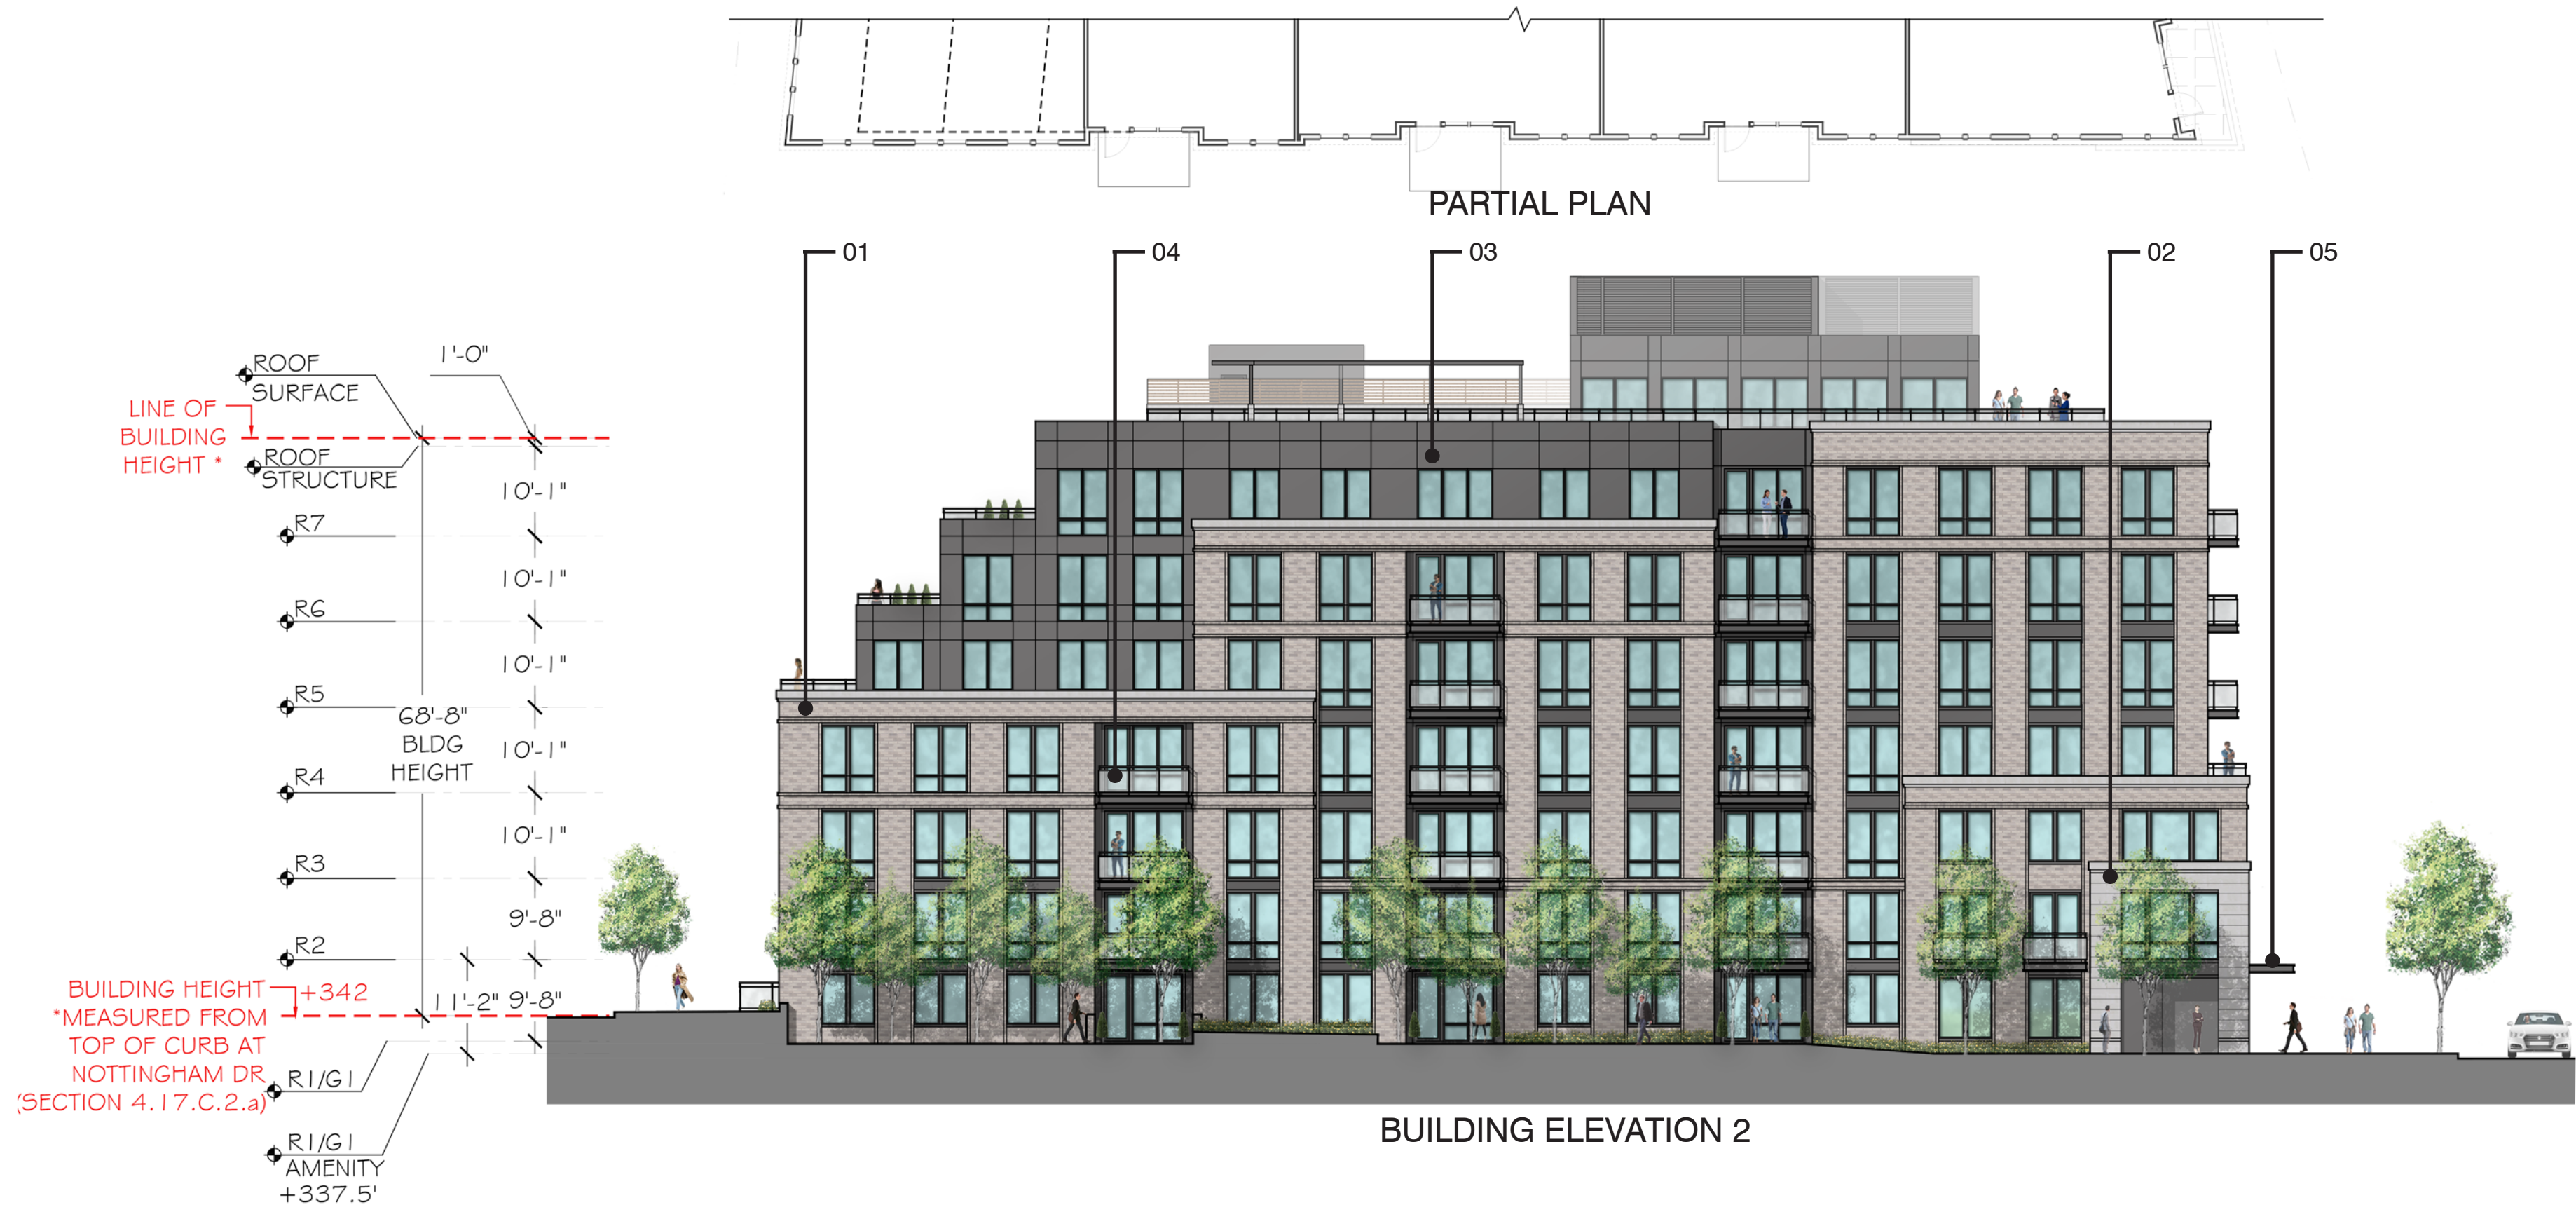 PARTIAL PLAN
01
04
03
02
05
ROOF
SURFACE
1'-0"
LINE OF
BUILDING
HEIGHT *
ROOF
STRUCTURE
10'-1"
R7
10'-1"
R6
10'-1"
R5
68'-8"
BLDG
HEIGHT
10'-1"
R4
10'-1"
R3
9'-8"
R2
BUILDING HEIGHT
*MEASURED FROM
TOP OF CURB AT
NOTTINGHAM DR
(SECTION 4.17.C.2.a)
+342
11'-2"
9'-8"
R1/G1
R1/G1
AMENITY
+337.5'
BUILDING ELEVATION 2